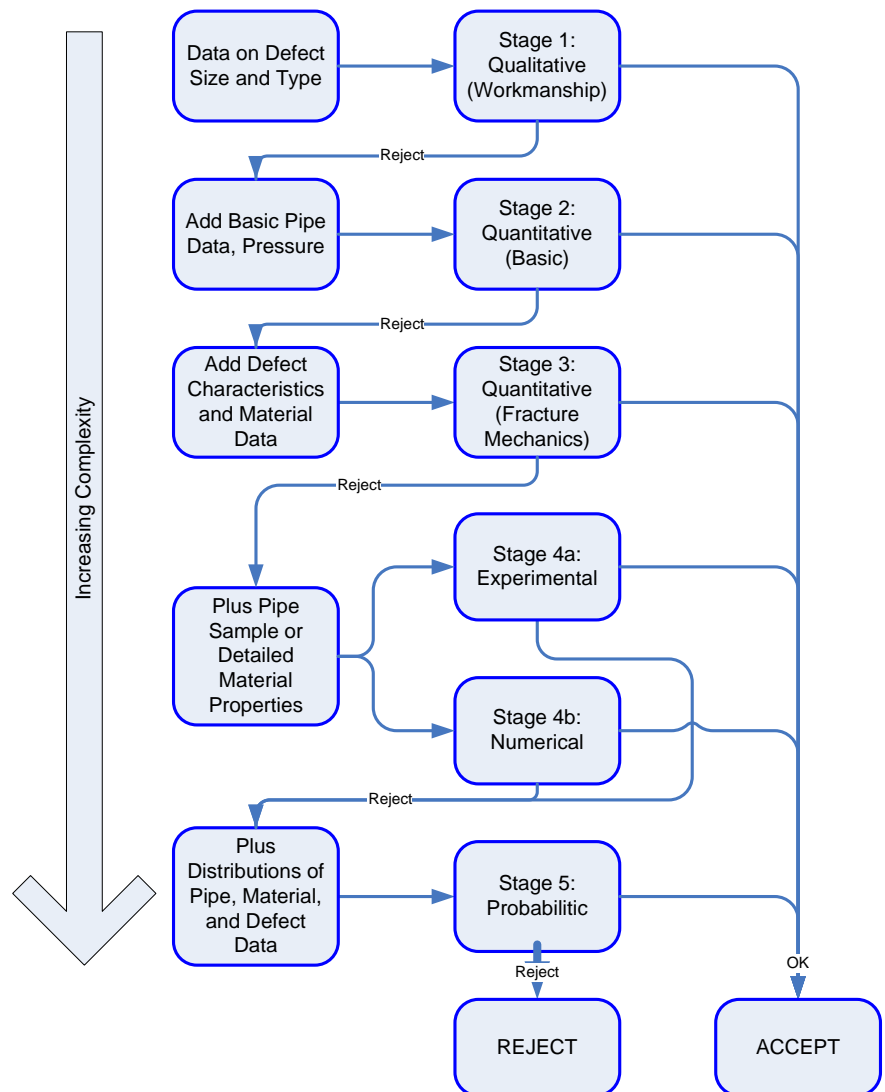 Data on Defect
Size and Type
Stage 1:
Qualitative
(Workmanship)
Reject
Add Basic Pipe
Data, Pressure
Stage 2:
Quantitative
(Basic)
Reject
Add Defect
Characteristics
and Material
Data
Stage 3:
Quantitative
(Fracture
Mechanics)
Reject
Increasing Complexity
Stage 4a:
Experimental
Plus Pipe
Sample or
Detailed
Material
Properties
Stage 4b:
Numerical
Reject
Plus
Distributions of
Pipe, Material,
and Defect
Data
Stage 5:
Probabilitic
Reject
OK
REJECT
ACCEPT